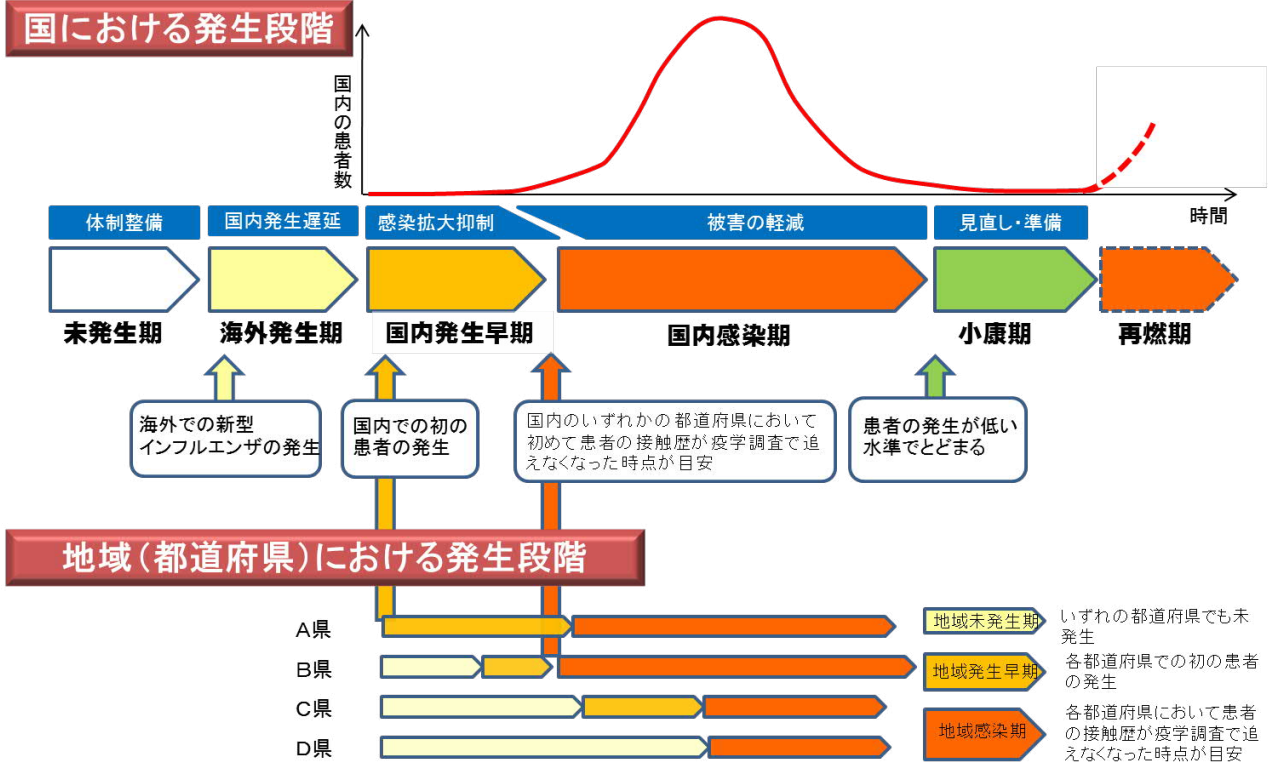 国における発生段階
国内の患者数
時間
体制整備
国内発生遅延
感染拡大抑制
被害の軽減
見直し・準備
未発生期
海外発生期
国内発生早期
国内感染期
小康期
再燃期
海外での新型
インフルエンザの発生
国内での初の
患者の発生
国内のいずれかの都道府県において
初めて患者の接触歴が疫学調査で追
えなくなった時点が目安
患者の発生が低い
水準でとどまる
地域(都道府県)における発生段階
A県
B県
C県
D県
地域未発生期
いずれの都道府県でも未
発生
地域発生早期
各都道府県での初の患者
の発生
地域感染期
各都道府県において患者
の接触歴が疫学調査で追
えなくなった時点が目安